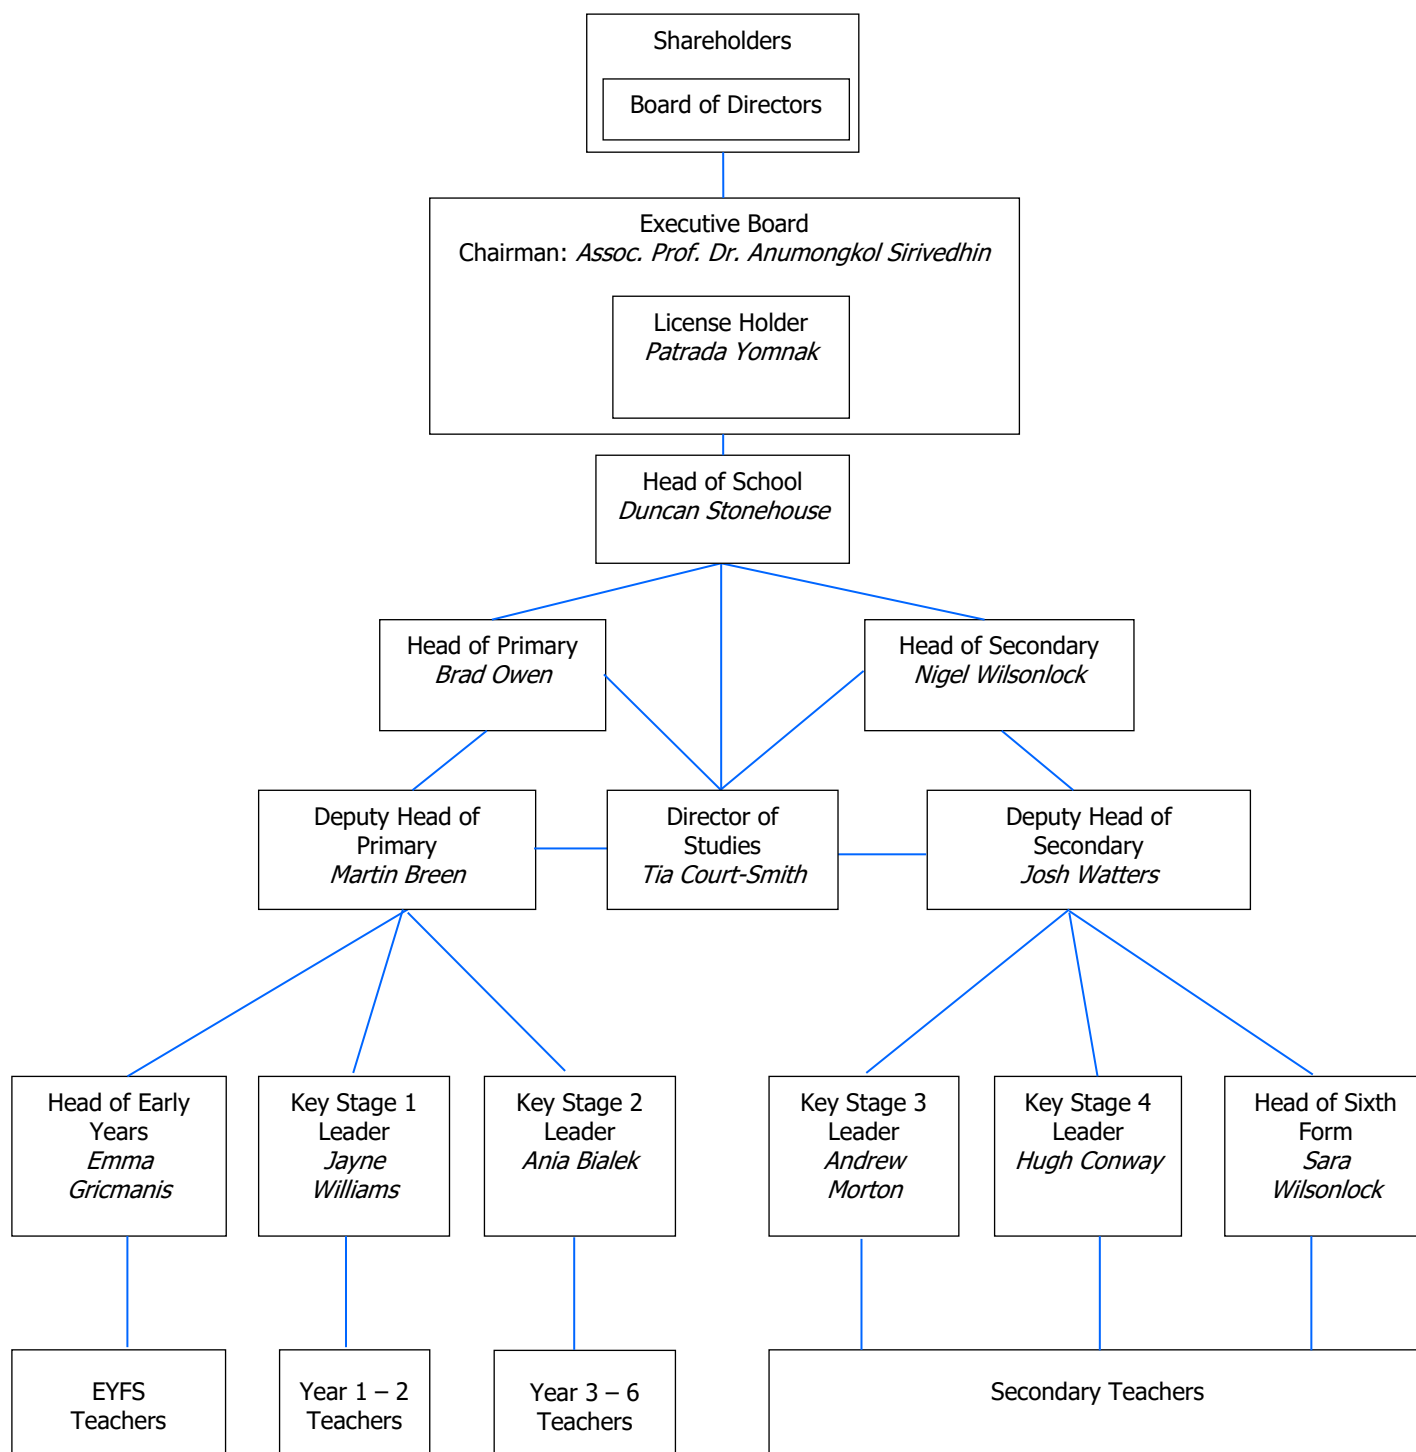 Shareholders
Board of Directors
Executive Board
Chairman: Assoc. Prof. Dr. Anumongkol Sirivedhin
License Holder
Patrada Yomnak
Head of School
Duncan Stonehouse
Head of Primary
Brad Owen
Head of Secondary
Nigel Wilsonlock
Deputy Head of
Primary
Martin Breen
Director of
Studies
Tia Court-Smith
Deputy Head of
Secondary
Josh Watters
Head of Early
Years
Emma
Gricmanis
Key Stage 1
Leader
Jayne
Williams
Key Stage 2
Leader
Ania Bialek
Key Stage 3
Leader
Andrew
Morton
Key Stage 4
Leader
Hugh Conway
Head of Sixth
Form
Sara
Wilsonlock
EYFS
Teachers
Year 1 – 2
Teachers
Year 3 – 6
Teachers
Secondary Teachers